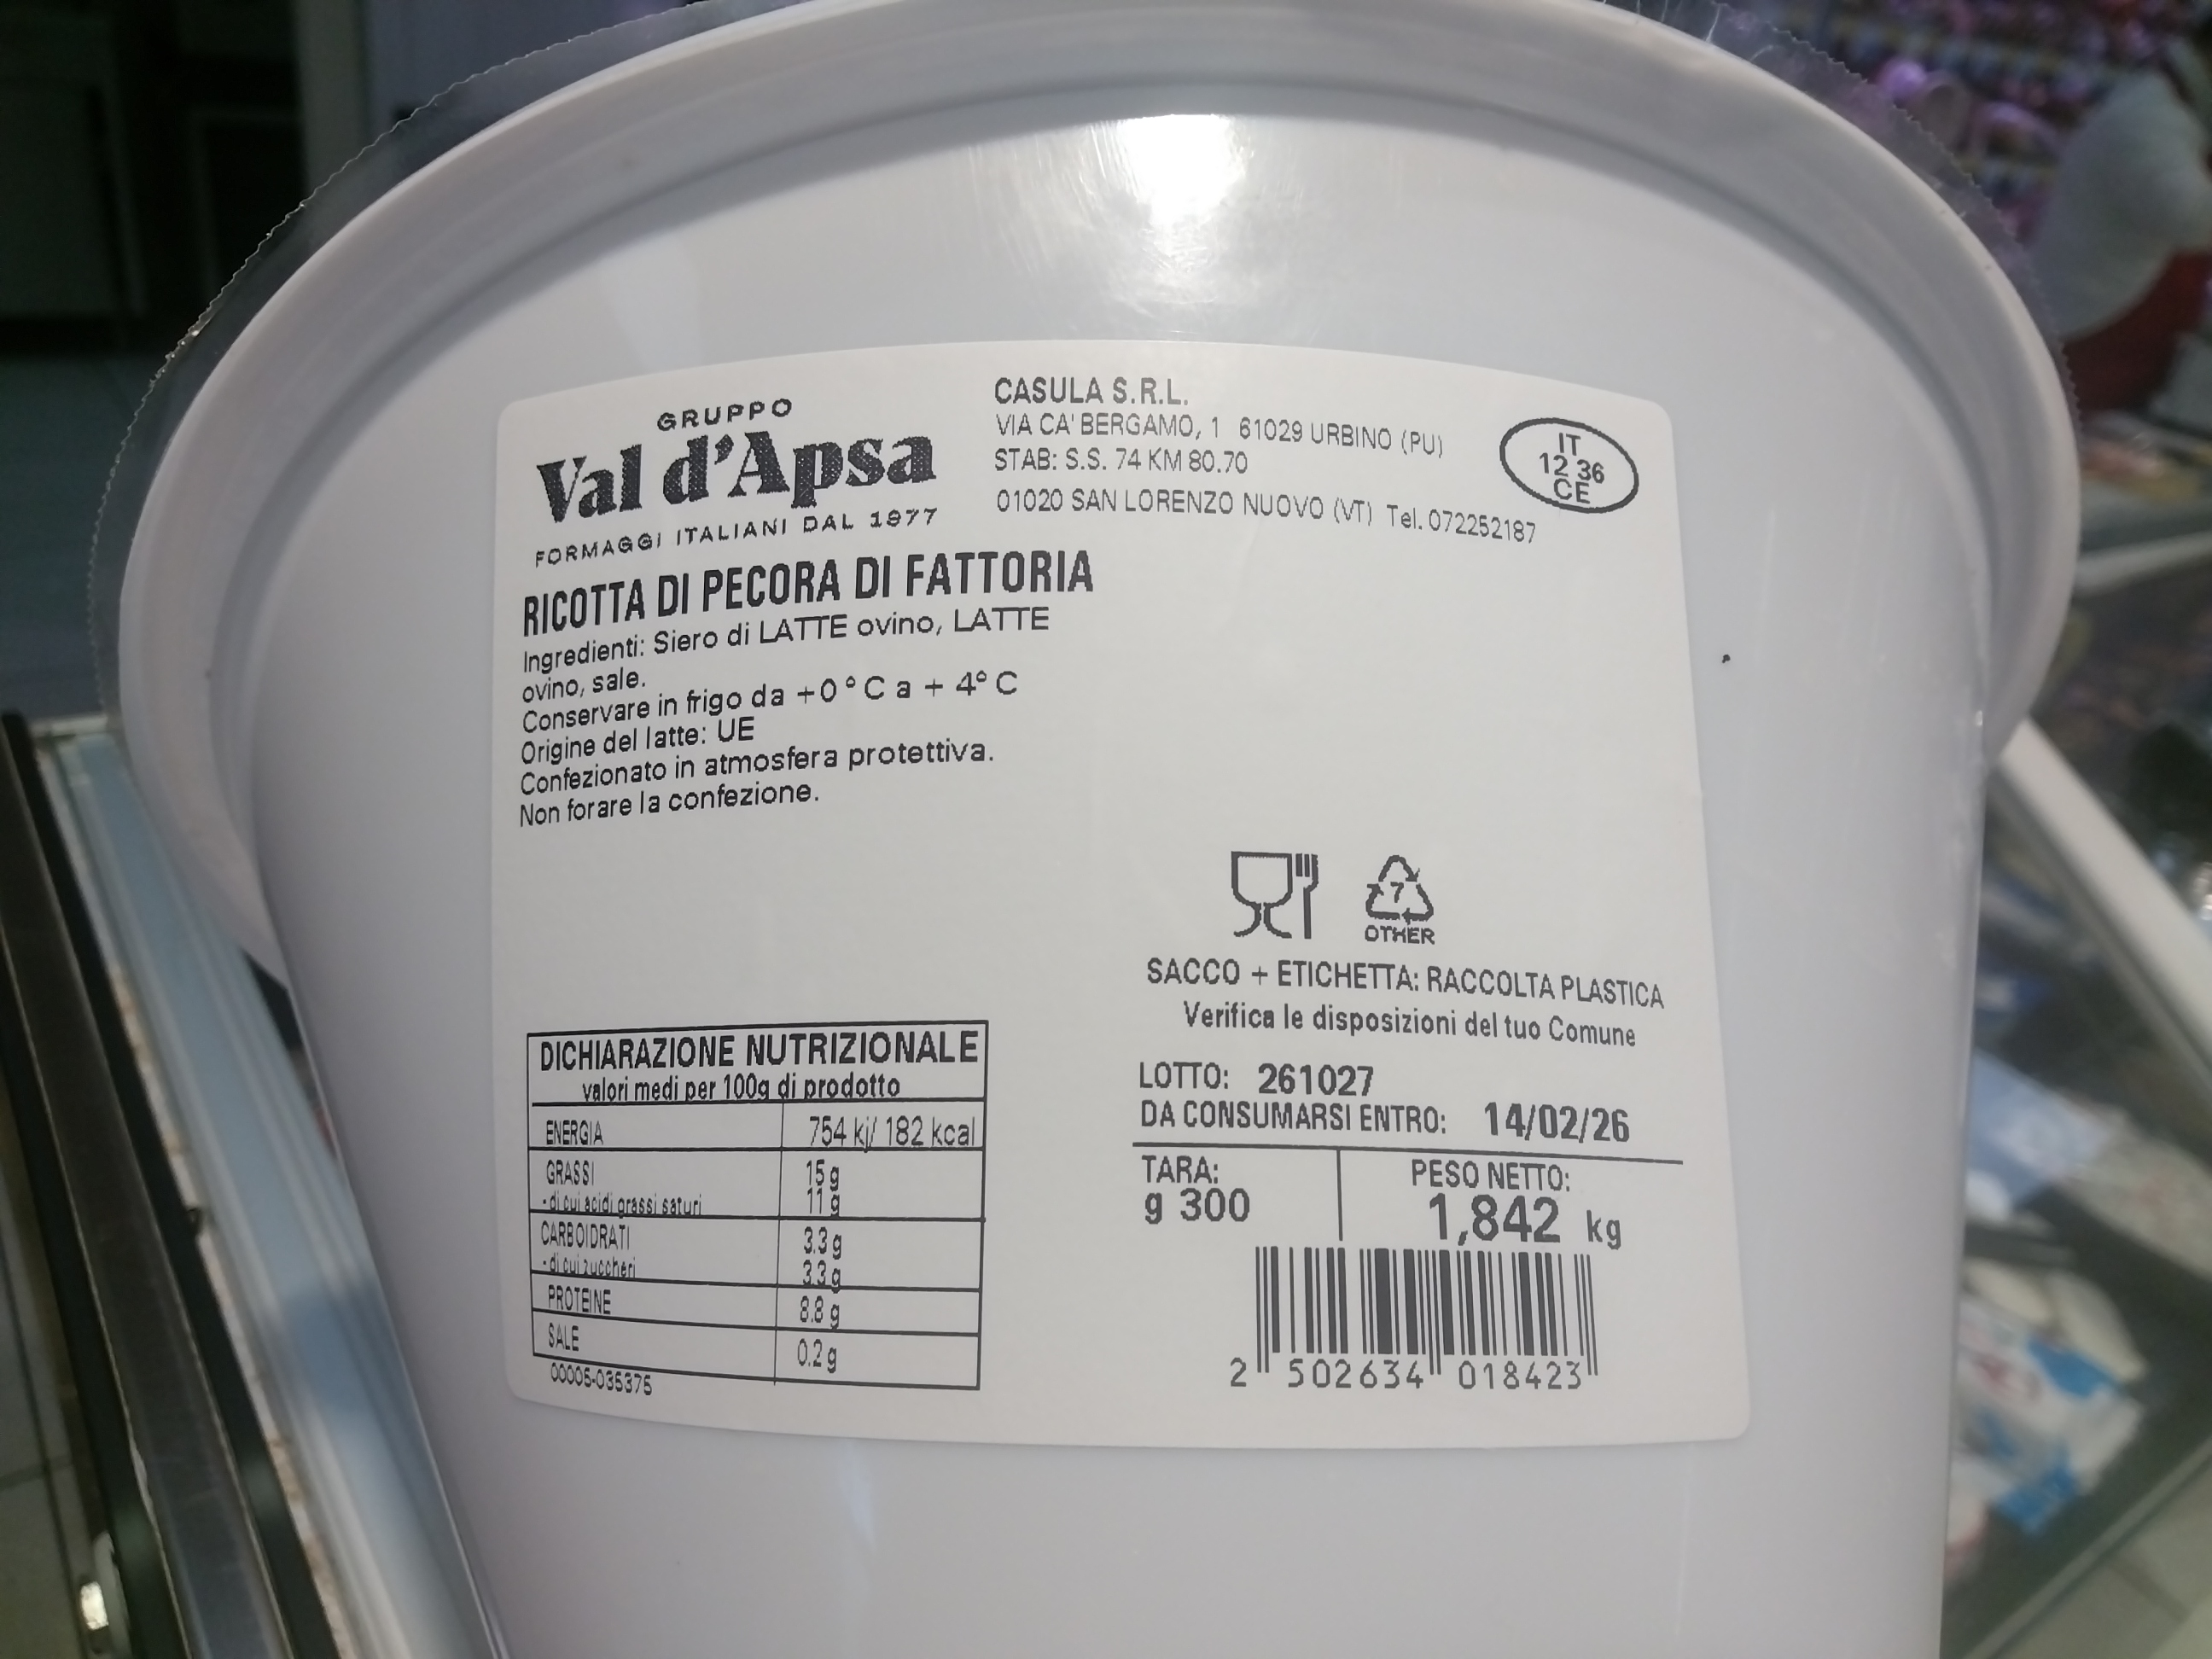 GRUPPO
Val d'Apsa
FORMAGGI ITALIANI DAL 1977
CASULA S.R.L.
VIA CA' BERGAMO, 1 61029 URBINO (PU)
STAB: S.S. 74 KM 80.70
01020 SAN LORENZO NUOVO (VT) Tel. 072252187
IT
12 36
CE
RICOTTA DI PECORA DI FATTORIA
Ingredienti: Siero di LATTE ovino, LATTE
ovino, sale.
Conservare in frigo da +0°C a + 4°C
Origine del latte: UE
Confezionato in atmosfera protettiva.
Non forare la confezione.
7
OTHER
SACCO + ETICHETTA: RACCOLTA PLASTICA
Verifica le disposizioni del tuo Comune
DICHIARAZIONE NUTRIZIONALE
valori medi per 100g di prodotto
ENERGIA 754 kj/ 182 kcal
GRASSI 15 g
- di cui acidi grassi saturi 11 g
CARBOIDRATI 3.3 g
- di cui zuccheri 3.3 g
PROTEINE 8.8 g
SALE 0.2 g
00005-035375
LOTTO: 261027
DA CONSUMARSI ENTRO: 14/02/26
TARA:
g 300
PESO NETTO:
1,842 kg
2 502634 018423